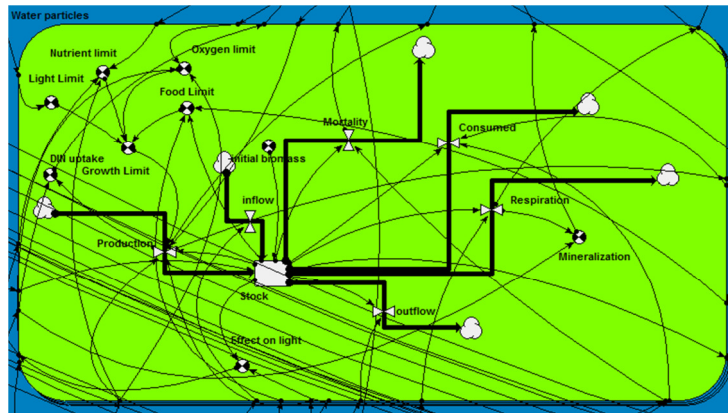 Water particles
Nutrient limit
Oxygen limit
Light Limit
Food Limit
Mortality
Consumed
DIN uptake
Growth Limit
initial biomass
inflow
Respiration
Production
Mineralization
Stock
outflow
Effect on light